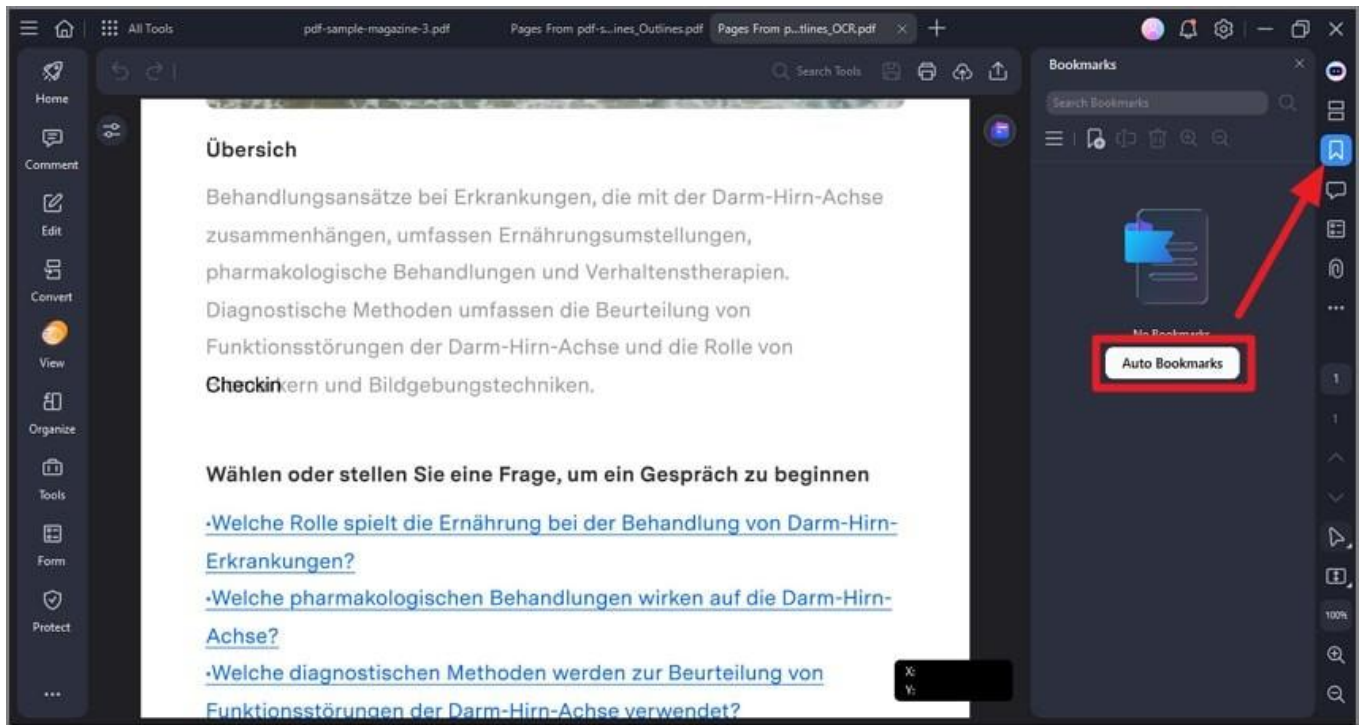 All Tools
pdf-sample-magazine-3.pdf
Pages From pdf-s...ines_Outlines.pdf
Pages From p...tlines_OCR.pdf
Search Tools
Home
Comment
Edit
Convert
View
Organize
Tools
Form
Protect
Übersich
Behandlungsansätze bei Erkrankungen, die mit der Darm-Hirn-Achse
zusammenhängen, umfassen Ernährungsumstellungen,
pharmakologische Behandlungen und Verhaltenstherapien.
Diagnostische Methoden umfassen die Beurteilung von
Funktionsstörungen der Darm-Hirn-Achse und die Rolle von
Checkin kern und Bildgebungstechniken.
Wählen oder stellen Sie eine Frage, um ein Gespräch zu beginnen
•Welche Rolle spielt die Ernährung bei der Behandlung von Darm-Hirn-
Erkrankungen?
•Welche pharmakologischen Behandlungen wirken auf die Darm-Hirn-
Achse?
•Welche diagnostischen Methoden werden zur Beurteilung von
Funktionsstörungen der Darm-Hirn-Achse verwendet?
X:
Y:
Bookmarks
Search Bookmarks
No Bookmarks
Auto Bookmarks
1
1
100%